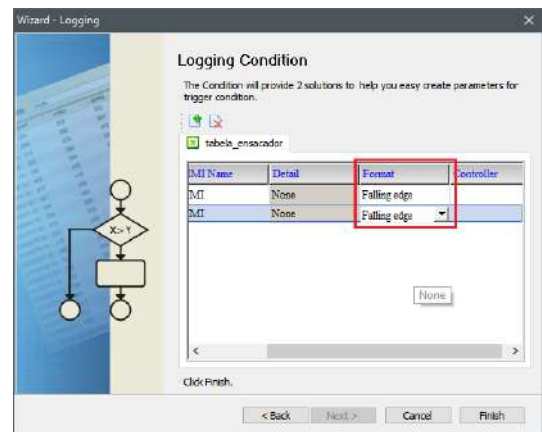 Wizard - Logging
Logging Condition
The Condition will provide 2 solutions to help you easy create parameters for
trigger condition.
tabela_ensacador
IMI Name Detail Format Controller
MI None Falling edge
MI None Falling edge
None
X> Y
Click Finish.
< Back Next > Cancel Finish